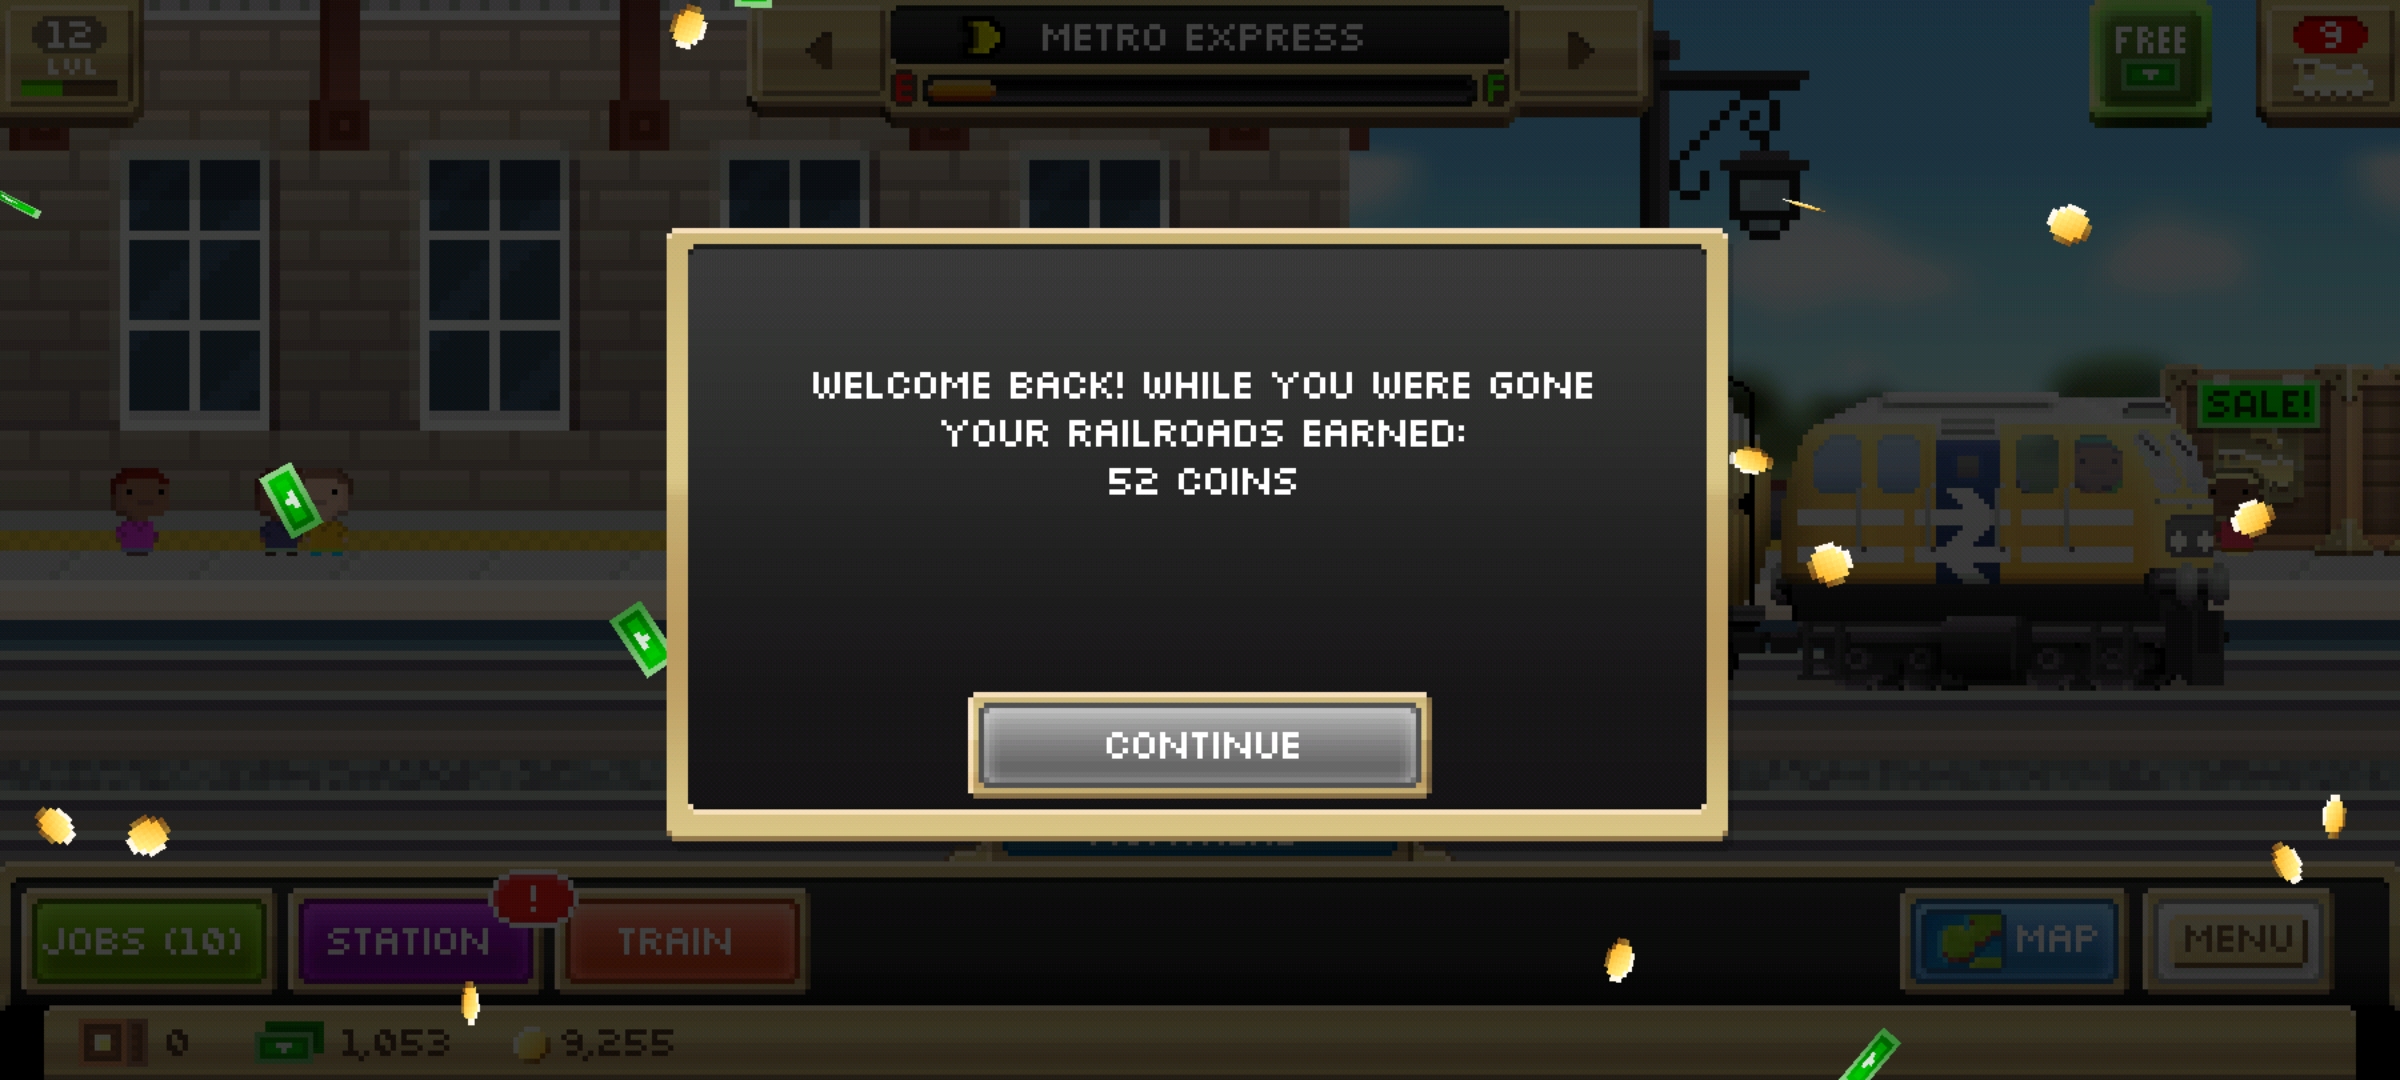 12
LVL
METRO EXPRESS
E
F
FREE
9
WELCOME BACK! WHILE YOU WERE GONE
YOUR RAILROADS EARNED:
52 COINS
SALE!
CONTINUE
JOBS (10)
STATION
!
TRAIN
MAP
MENU
0
1,053
9,255